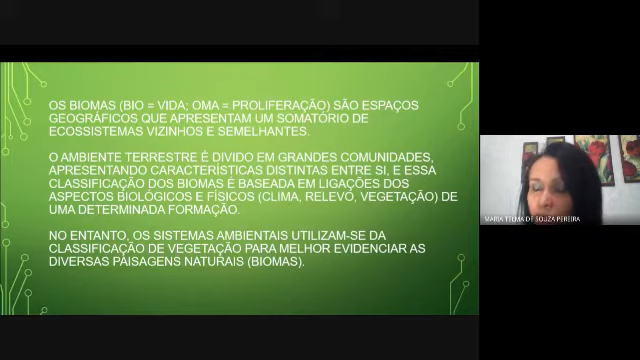 OS BIOMAS (BIO = VIDA; OMA = PROLIFERAÇÃO) SÃO ESPAÇOS
GEOGRÁFICOS QUE APRESENTAM UM SOMATÓRIO DE
ECOSSISTEMAS VIZINHOS E SEMELHANTES.
O AMBIENTE TERRESTRE É DIVIDO EM GRANDES COMUNIDADES,
APRESENTANDO CARACTERÍSTICAS DISTINTAS ENTRE SI, E ESSA
CLASSIFICAÇÃO DOS BIOMAS É BASEADA EM LIGAÇÕES DOS
ASPECTOS BIOLÓGICOS E FÍSICOS (CLIMA, RELEVO, VEGETAÇÃO) DE
UMA DETERMINADA FORMAÇÃO.
NO ENTANTO, OS SISTEMAS AMBIENTAIS UTILIZAM-SE DA
CLASSIFICAÇÃO DE VEGETAÇÃO PARA MELHOR EVIDENCIAR AS
DIVERSAS PAISAGENS NATURAIS (BIOMAS).
MARIA TELMA DE SOUZA PEREIRA